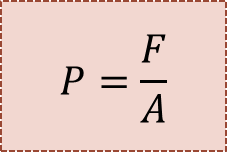 P = F/A